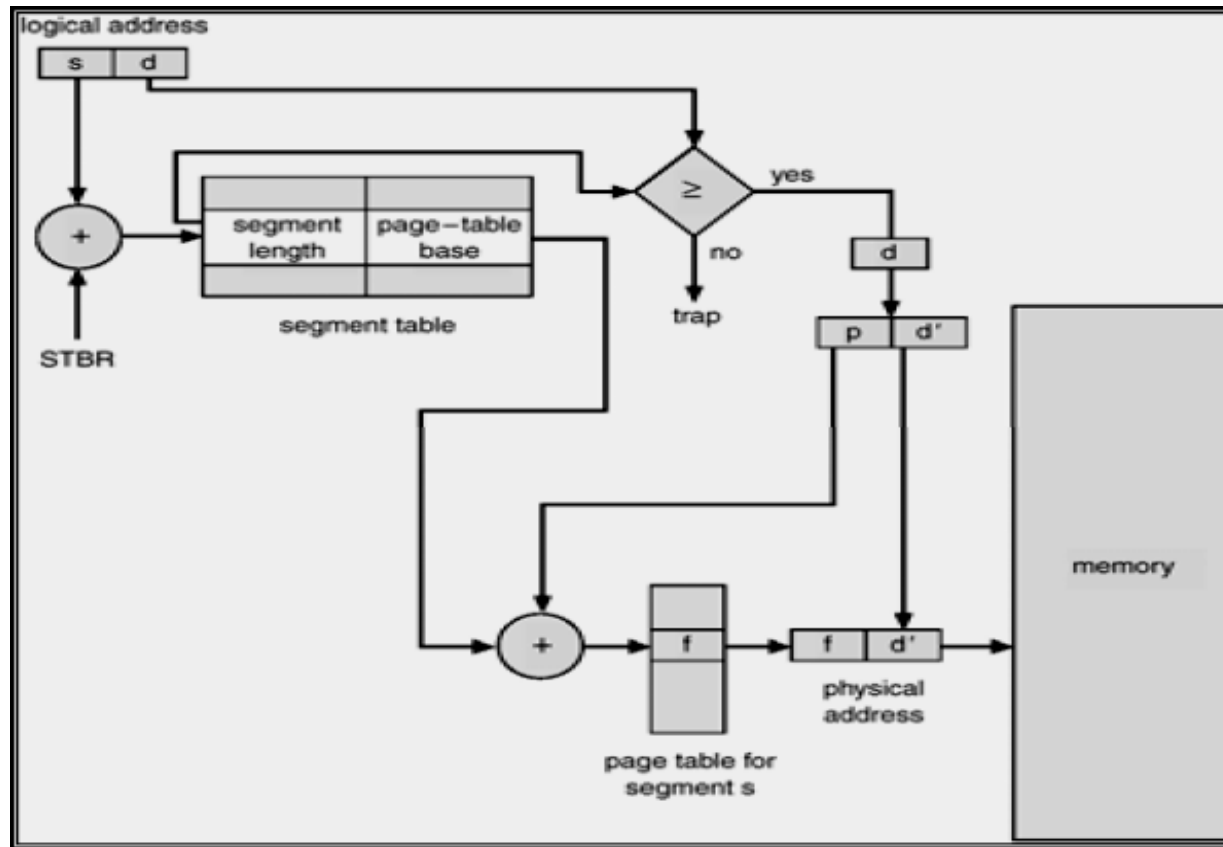 logical address
s d
≥
yes
+
segment length
page-table base
no
d
segment table
trap
p d'
STBR
memory
+
f
f d'
physical
address
page table for
segment s